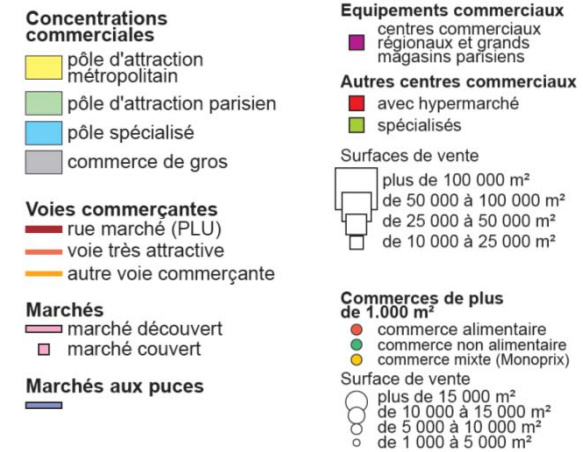 Concentrations
commerciales
pôle d'attraction
métropolitain
pôle d'attraction parisien
pôle spécialisé
commerce de gros
Voies commerçantes
rue marché (PLU)
voie très attractive
autre voie commerçante
Marchés
marché découvert
marché couvert
Marchés aux puces
Equipements commerciaux
centres commerciaux
régionaux et grands
magasins parisiens
Autres centres commerciaux
avec hypermarché
spécialisés
Surfaces de vente
plus de 100 000 m²
de 50 000 à 100 000 m²
de 25 000 à 50 000 m²
de 10 000 à 25 000 m²
Commerces de plus
de 1.000 m²
commerce alimentaire
commerce non alimentaire
commerce mixte (Monoprix)
Surface de vente
plus de 15 000 m²
de 10 000 à 15 000 m²
de 5 000 à 10 000 m²
de 1 000 à 5 000 m²